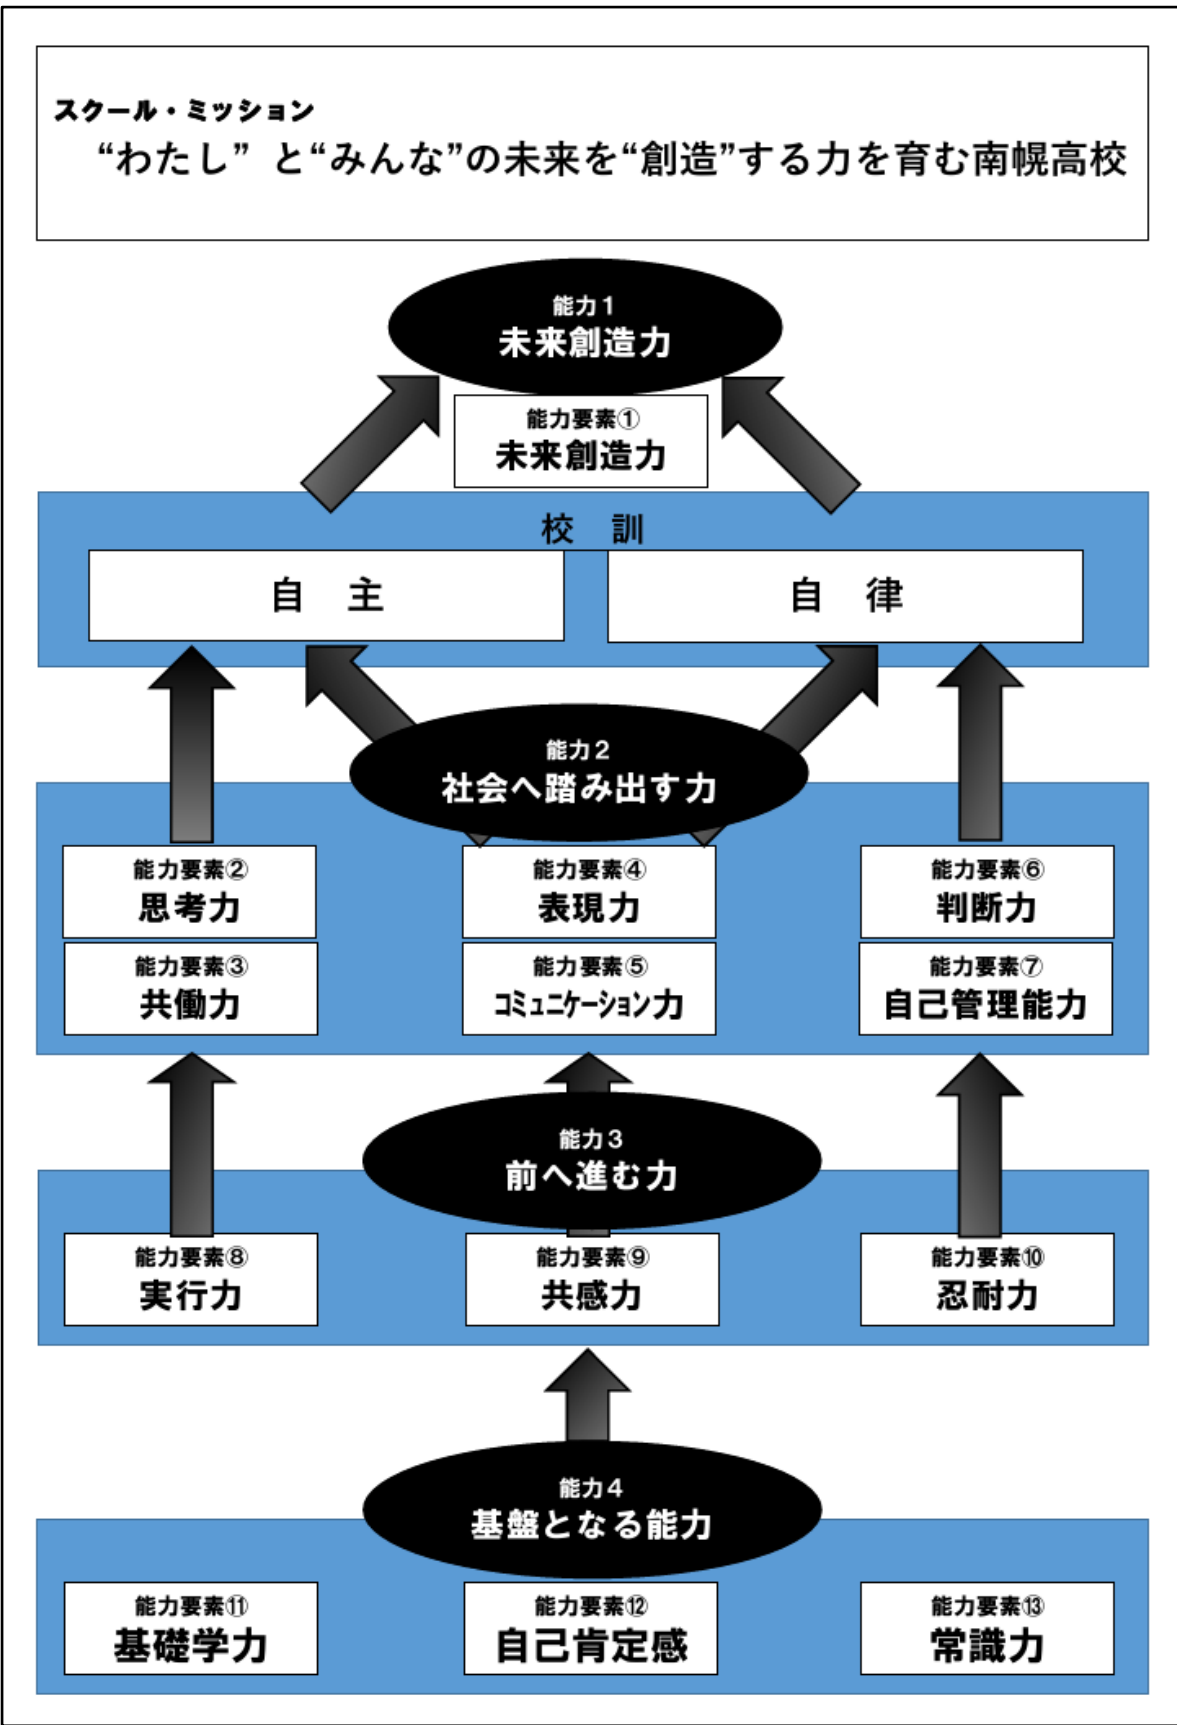 スクール・ミッション
“わたし” と“みんな”の未来を“創造”する力を育む南幌高校
能力１
未来創造力
能力要素①
未来創造力
校　訓
自　主
自　律
能力２
社会へ踏み出す力
能力要素②
思考力
能力要素④
表現力
能力要素⑥
判断力
能力要素③
共働力
能力要素⑤
コミュニケーション力
能力要素⑦
自己管理能力
能力３
前へ進む力
能力要素⑧
実行力
能力要素⑨
共感力
能力要素⑩
忍耐力
能力４
基盤となる能力
能力要素⑪
基礎学力
能力要素⑫
自己肯定感
能力要素⑬
常識力